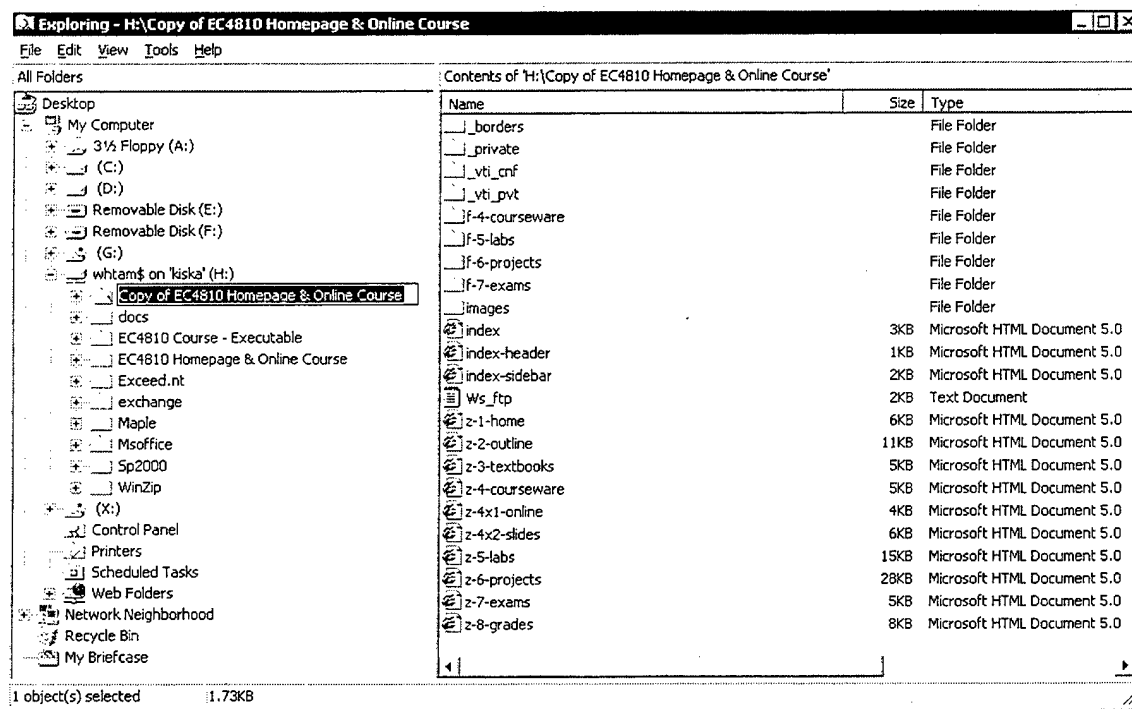 Exploring - H:\Copy of EC4810 Homepage & Online Course
File Edit View Tools Help
All Folders
Desktop
My Computer
3½ Floppy (A:)
(C:)
(D:)
Removable Disk (E:)
Removable Disk (F:)
(G:)
whtam$ on 'kiska' (H:)
Copy of EC4810 Homepage & Online Course
docs
EC4810 Course - Executable
EC4810 Homepage & Online Course
Exceed.nt
exchange
Maple
Msoffice
Sp2000
WinZip
(X:)
Control Panel
Printers
Scheduled Tasks
Web Folders
Network Neighborhood
Recycle Bin
My Briefcase
Contents of 'H:\Copy of EC4810 Homepage & Online Course'
Name Size Type
_borders File Folder
_private File Folder
_vti_cnf File Folder
_vti_pvt File Folder
f-4-courseware File Folder
f-5-labs File Folder
f-6-projects File Folder
f-7-exams File Folder
images File Folder
index 3KB Microsoft HTML Document 5.0
index-header 1KB Microsoft HTML Document 5.0
index-sidebar 2KB Microsoft HTML Document 5.0
Ws_ftp 2KB Text Document
z-1-home 6KB Microsoft HTML Document 5.0
z-2-outline 11KB Microsoft HTML Document 5.0
z-3-textbooks 5KB Microsoft HTML Document 5.0
z-4-courseware 5KB Microsoft HTML Document 5.0
z-4x1-online 4KB Microsoft HTML Document 5.0
z-4x2-slides 6KB Microsoft HTML Document 5.0
z-5-labs 15KB Microsoft HTML Document 5.0
z-6-projects 28KB Microsoft HTML Document 5.0
z-7-exams 5KB Microsoft HTML Document 5.0
z-8-grades 8KB Microsoft HTML Document 5.0
1 object(s) selected 1.73KB